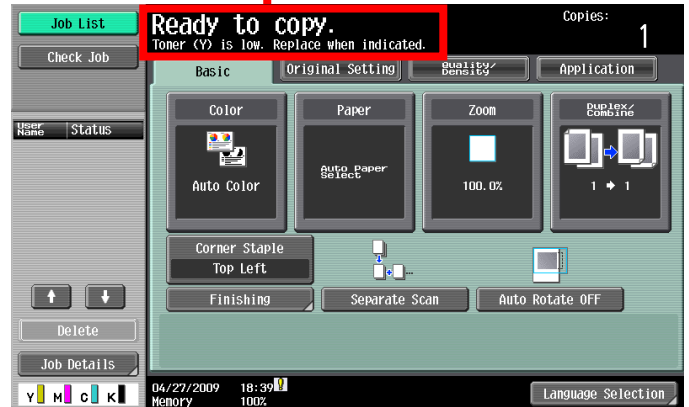 Job List
Check Job
User Name Status
Delete
Job Details
Y M C K
Ready to copy.
Toner (Y) is low. Replace when indicated.
Copies:
1
Basic
Original Setting
Quality/
Density
Application
Color
Auto Color
Paper
Auto Paper
Select
Zoom
100.0%
Duplex/
Combine
1 → 1
Corner Staple
Top Left
Finishing
Separate Scan
Auto Rotate OFF
04/27/2009 18:39
Memory 100%
Language Selection